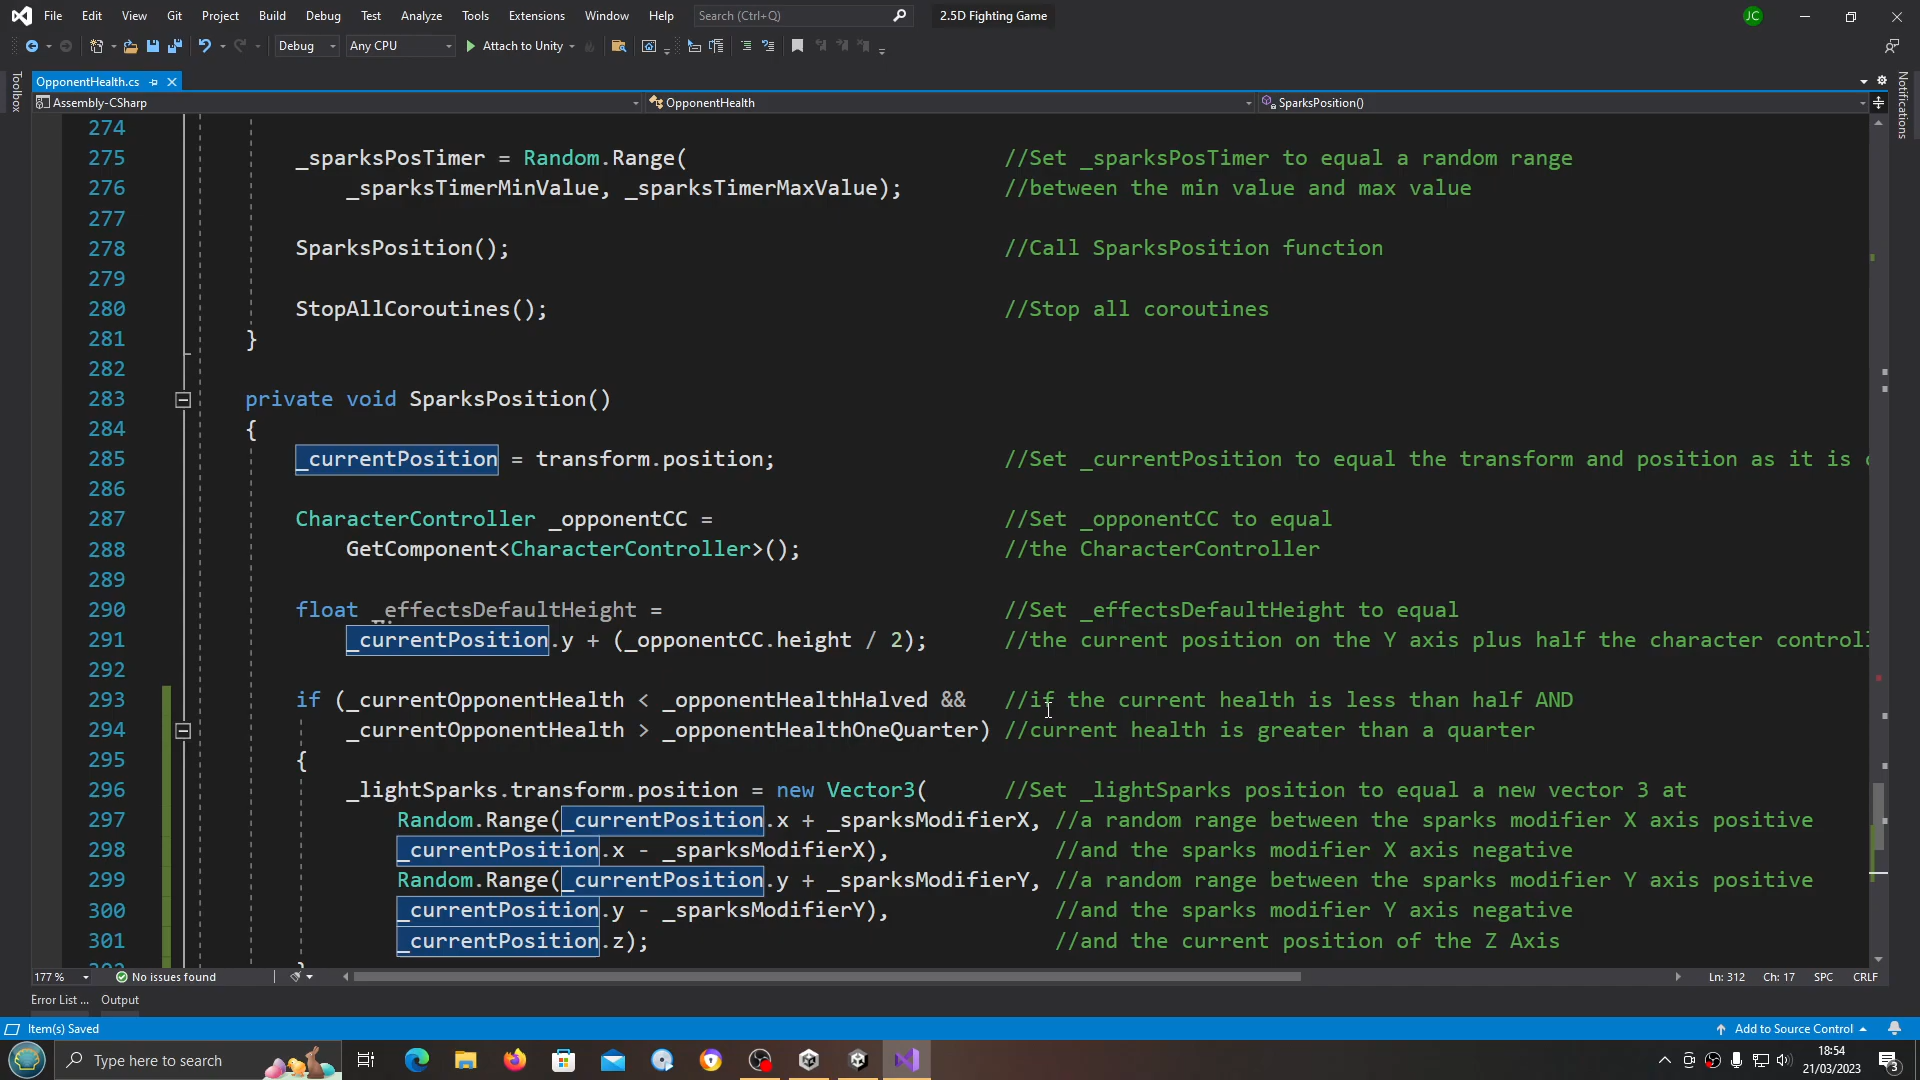 File Edit View Git Project Build Debug Test Analyze Tools Extensions Window Help Search (Ctrl+Q) 2.5D Fighting Game JC
Debug Any CPU Attach to Unity
Toolbox
OpponentHealth.cs
Notifications
Assembly-CSharp OpponentHealth SparksPosition()
274
275 _sparksPosTimer = Random.Range( //Set _sparksPosTimer to equal a random range
276 _sparksTimerMinValue, _sparksTimerMaxValue); //between the min value and max value
277
278 SparksPosition(); //Call SparksPosition function
279
280 StopAllCoroutines(); //Stop all coroutines
281 }
282
283 private void SparksPosition()
284 {
285 _currentPosition = transform.position; //Set _currentPosition to equal the transform and position as it is
286
287 CharacterController _opponentCC = //Set _opponentCC to equal
288 GetComponent<CharacterController>(); //the CharacterController
289
290 float _effectsDefaultHeight = //Set _effectsDefaultHeight to equal
291 _currentPosition.y + (_opponentCC.height / 2); //the current position on the Y axis plus half the character controll
292
293 if (_currentOpponentHealth < _opponentHealthHalved && //if the current health is less than half AND
294 _currentOpponentHealth > _opponentHealthOneQuarter) //current health is greater than a quarter
295 {
296 _lightSparks.transform.position = new Vector3( //Set _lightSparks position to equal a new vector 3 at
297 Random.Range(_currentPosition.x + _sparksModifierX, //a random range between the sparks modifier X axis positive
298 _currentPosition.x - _sparksModifierX), //and the sparks modifier X axis negative
299 Random.Range(_currentPosition.y + _sparksModifierY, //a random range between the sparks modifier Y axis positive
300 _currentPosition.y - _sparksModifierY), //and the sparks modifier Y axis negative
301 _currentPosition.z); //and the current position of the Z Axis
177 % No issues found Ln: 312 Ch: 17 SPC CRLF
Error List ... Output
Item(s) Saved Add to Source Control
Type here to search 18:54
21/03/2023 3